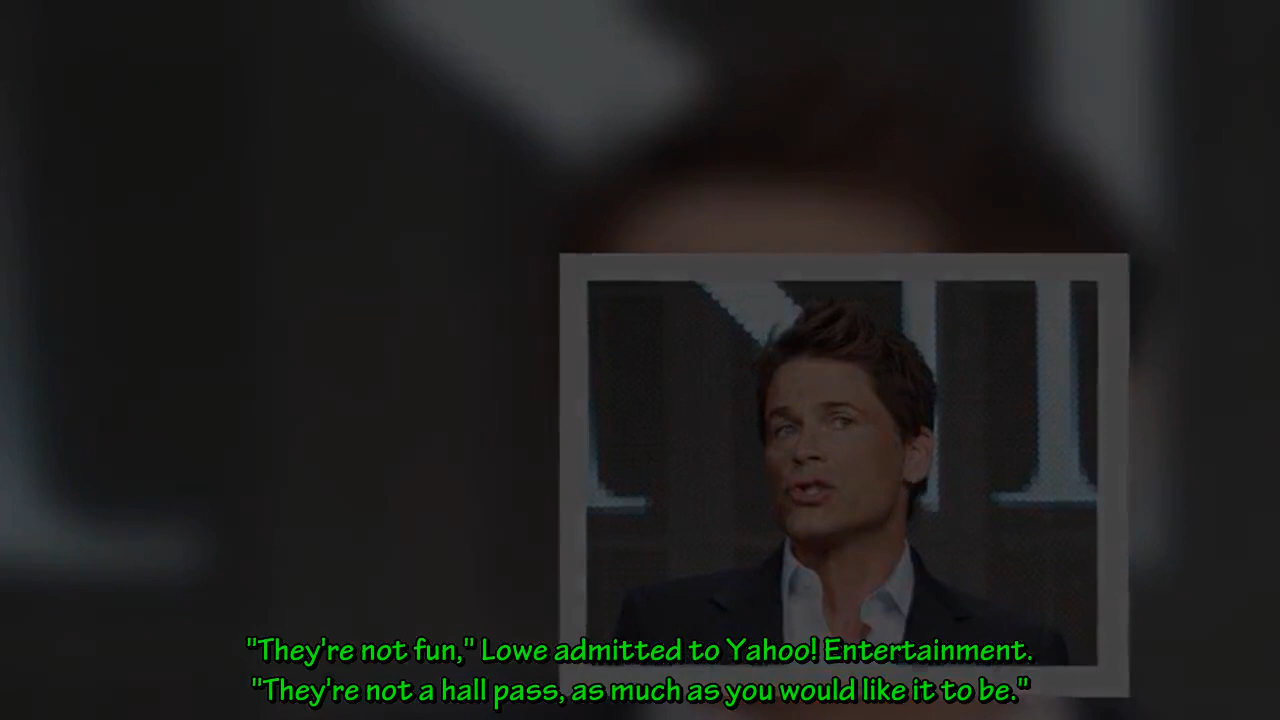 "They're not fun," Lowe admitted to Yahoo! Entertainment.
"They're not a hall pass, as much as you would like it to be."